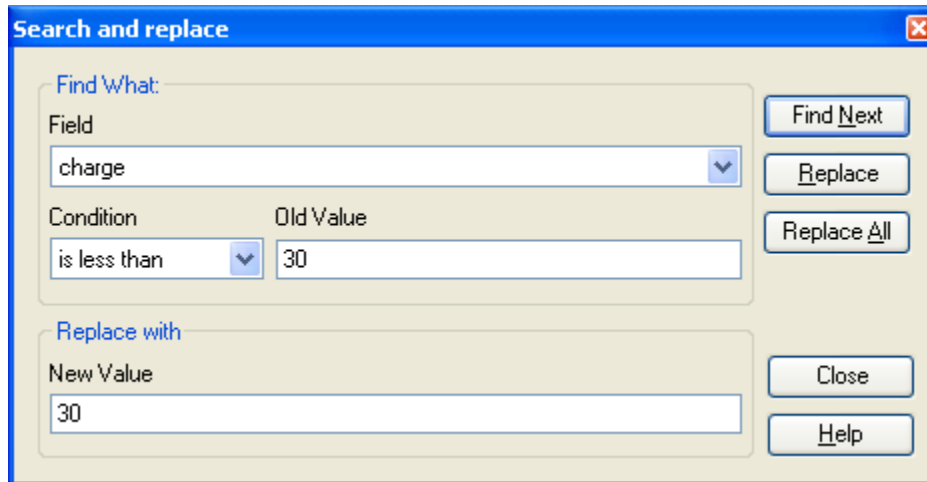 Search and replace
Find What:
Field
charge
Condition
Old Value
is less than
30
Replace with
New Value
30
Find Next
Replace
Replace All
Close
Help